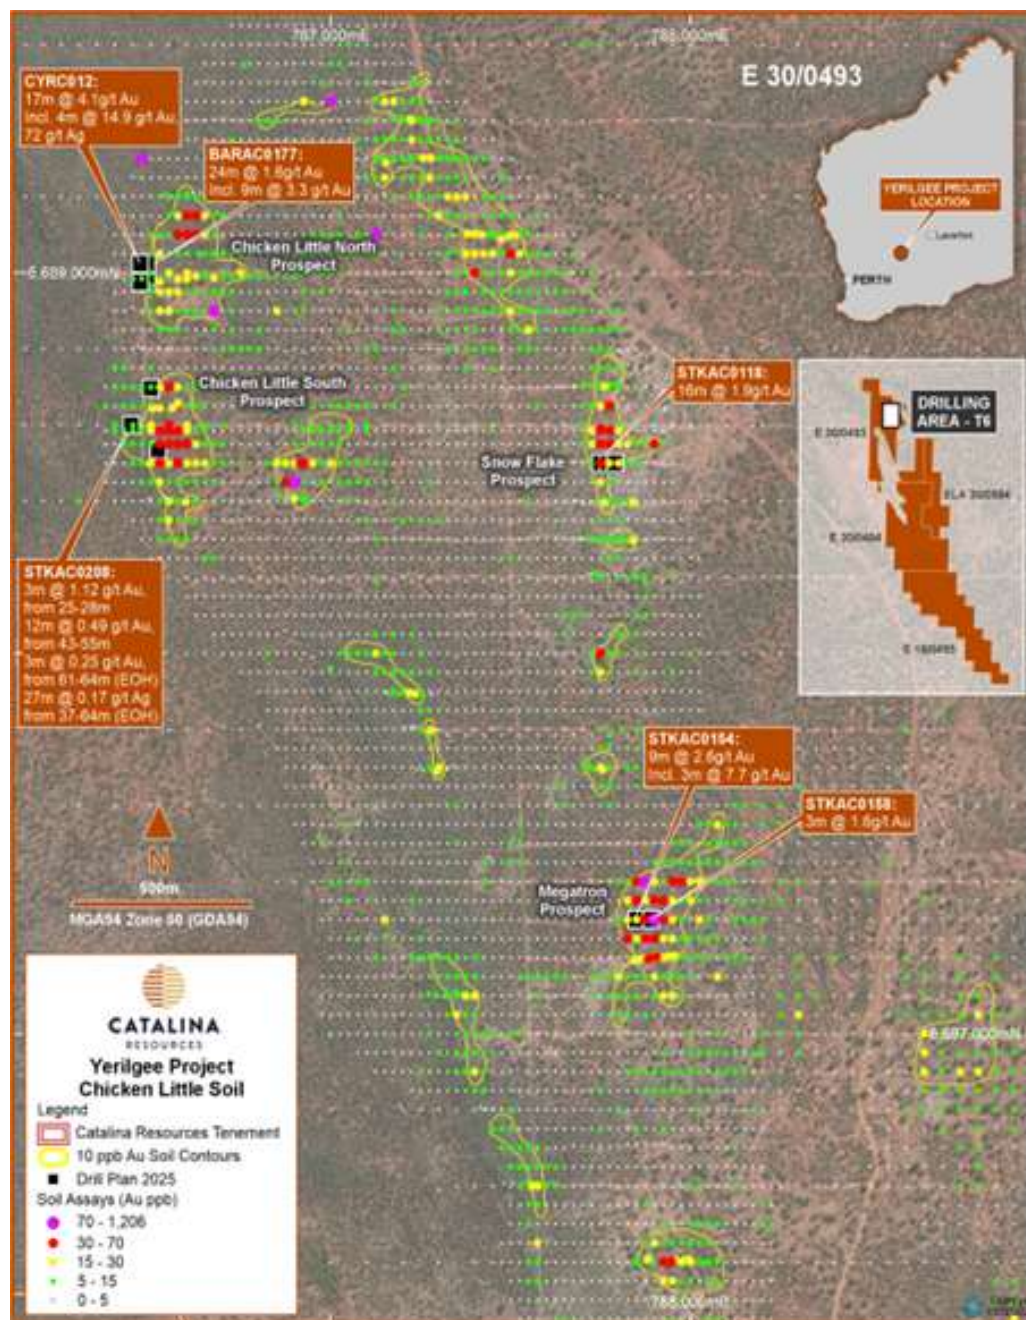 787.000mE
788.000mE
E 30/0493
CYRC012:
17m @ 4.1g/t Au
Incl. 4m @ 14.9 g/t Au
72 g/t Ag
BARAC0177:
24m @ 1.6g/t Au
Incl. 9m @ 3.3 g/t Au
YERILGEE PROJECT
LOCATION
Laverton
PERTH
Chicken Little North
Prospect
6.689.000mN
Chicken Little South
Prospect
STKAC0118:
16m @ 1.9g/t Au
DRILLING
AREA - T6
E 30/0493
Snow Flake
Prospect
STKAC0208:
3m @ 1.12 g/t Au,
from 25-28m
12m @ 0.49 g/t Au,
from 43-55m
3m @ 0.25 g/t Au,
from 61-64m (EOH)
27m @ 0.17 g/t Ag
from 37-64m (EOH)
STKAC0154:
9m @ 2.6g/t Au
Incl. 3m @ 7.7 g/t Au
STKAC0158:
3m @ 1.6g/t Au
N
500m
MGA94 Zone 50 (GDA94)
Megatron
Prospect
6.687.000mN
CATALINA
RESOURCES
Yerilgee Project
Chicken Little Soil
Legend
Catalina Resources Tenement
10 ppb Au Soil Contours
Drill Plan 2025
Soil Assays (Au ppb)
70 - 1,206
30 - 70
15 - 30
5 - 15
0 - 5
788.000mE